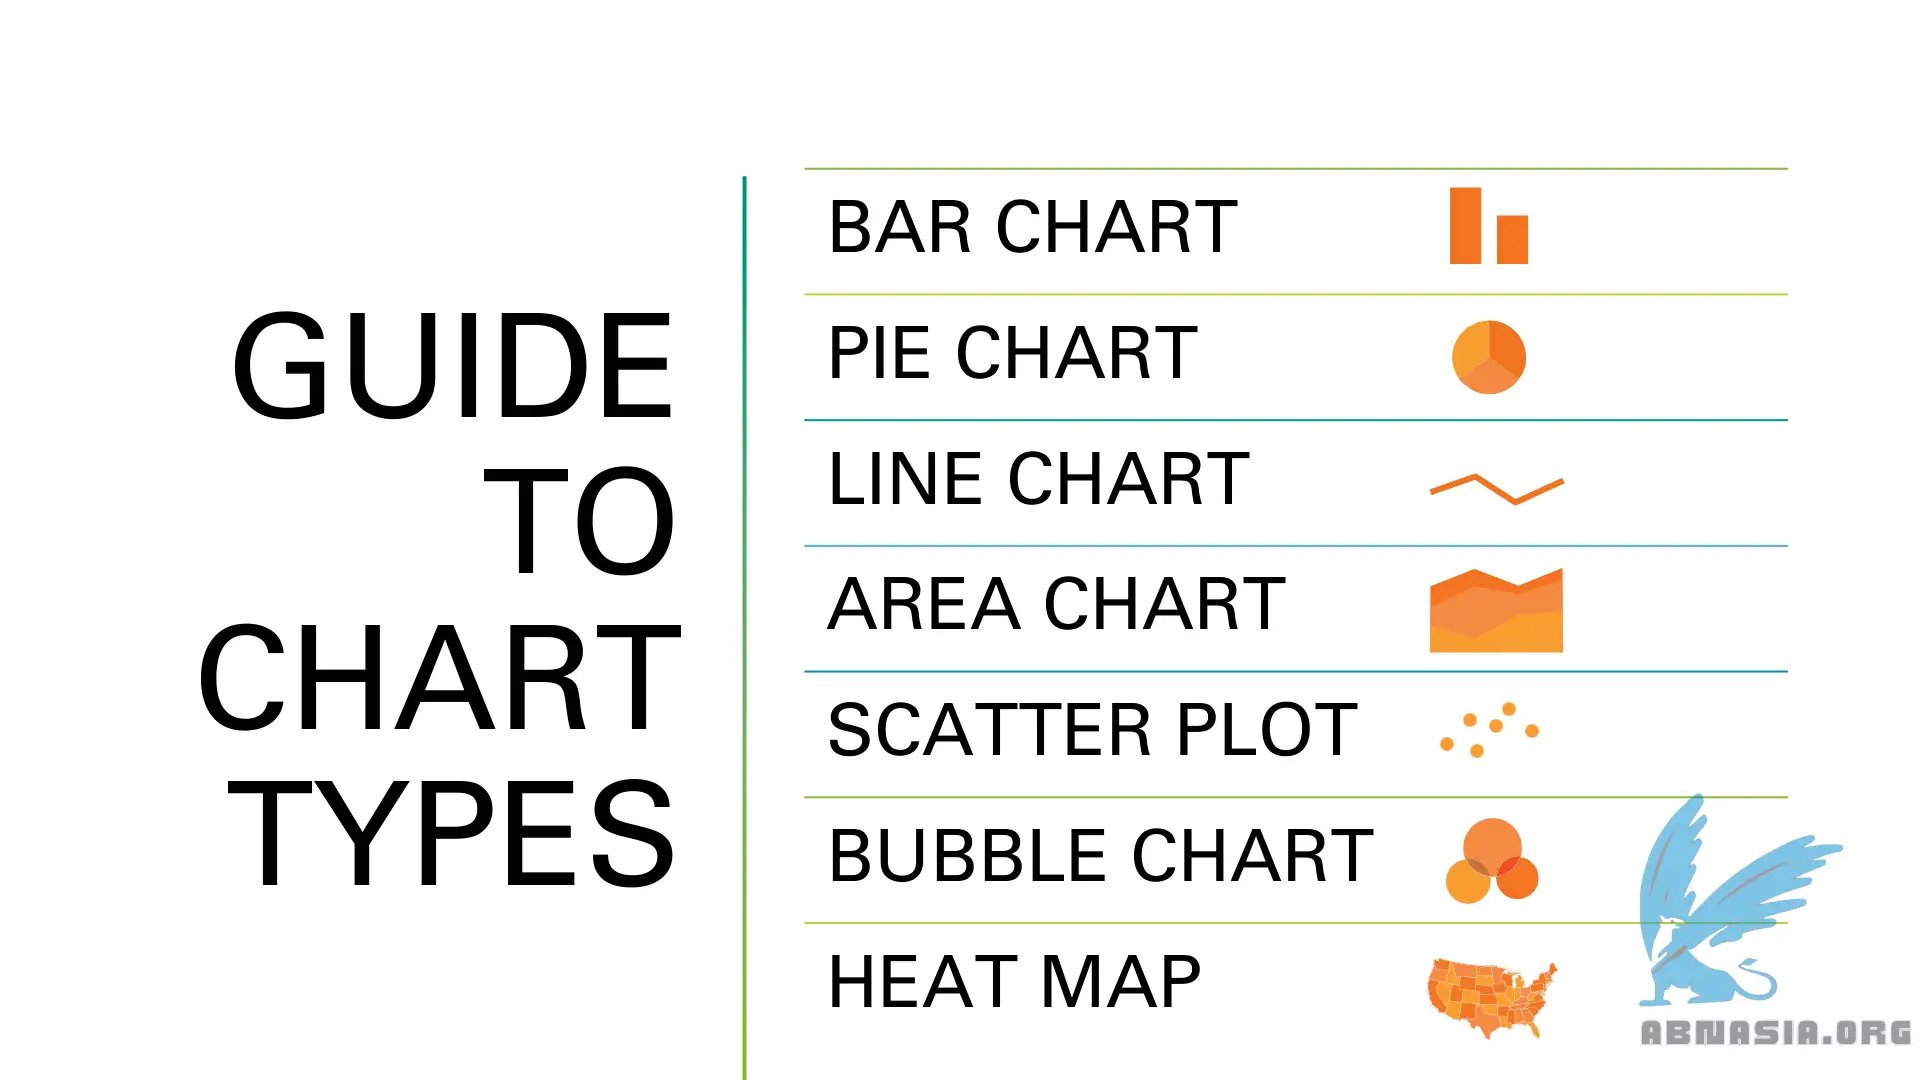 GUIDE
TO
CHART
TYPES
BAR CHART
PIE CHART
LINE CHART
AREA CHART
SCATTER PLOT
BUBBLE CHART
HEAT MAP
ABNASIA.ORG